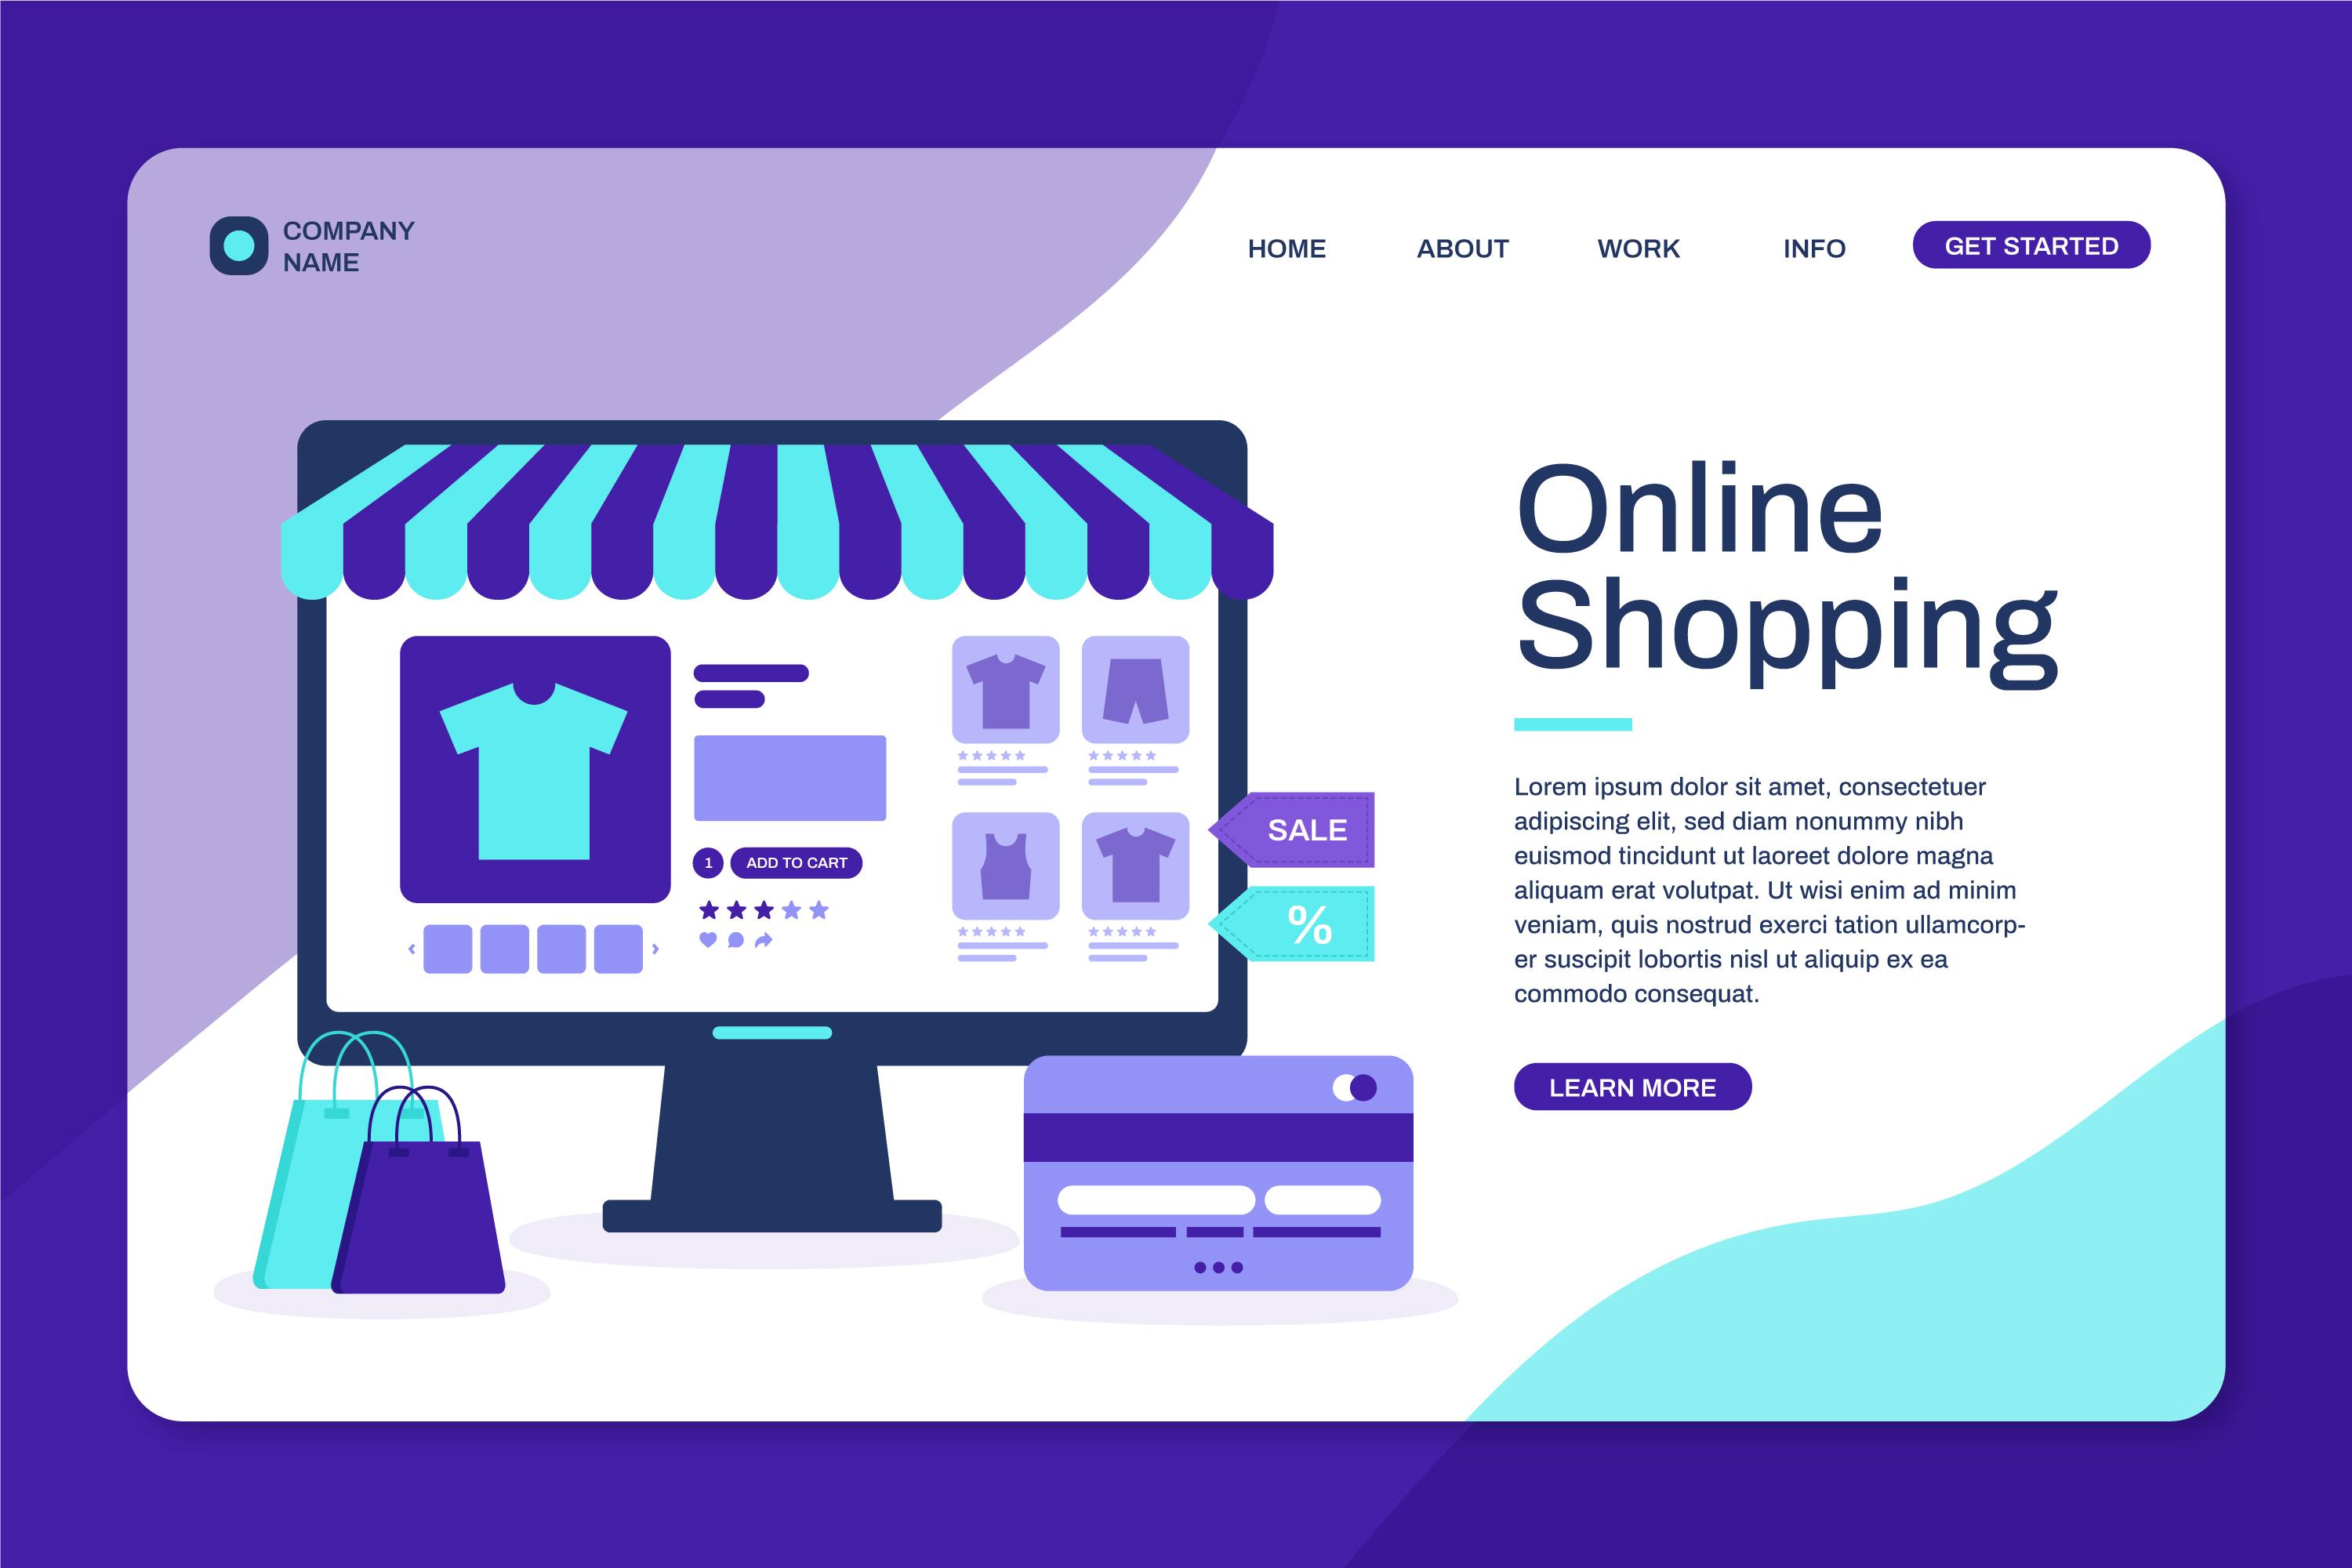 COMPANY
NAME
HOME
ABOUT
WORK
INFO
GET STARTED
Online
Shopping
Lorem ipsum dolor sit amet, consectetuer
adipiscing elit, sed diam nonummy nibh
euismod tincidunt ut laoreet dolore magna
aliquam erat volutpat. Ut wisi enim ad minim
veniam, quis nostrud exerci tation ullamcorp-
er suscipit lobortis nisl ut aliquip ex ea
commodo consequat.
LEARN MORE
1
ADD TO CART
SALE
%